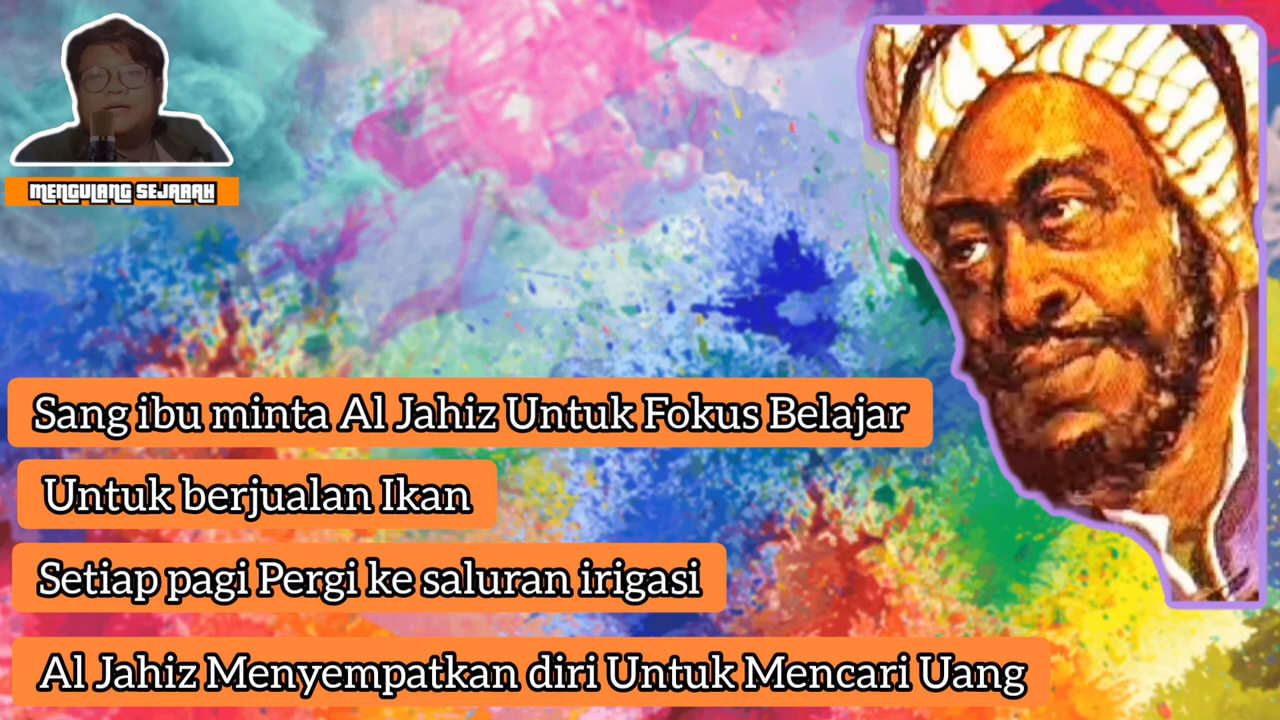 MENGULANG SEJARAH
Sang ibu minta Al Jahiz Untuk Fokus Belajar
Untuk berjualan Ikan
Setiap pagi Pergi ke saluran irigasi
Al Jahiz Menyempatkan diri Untuk Mencari Uang